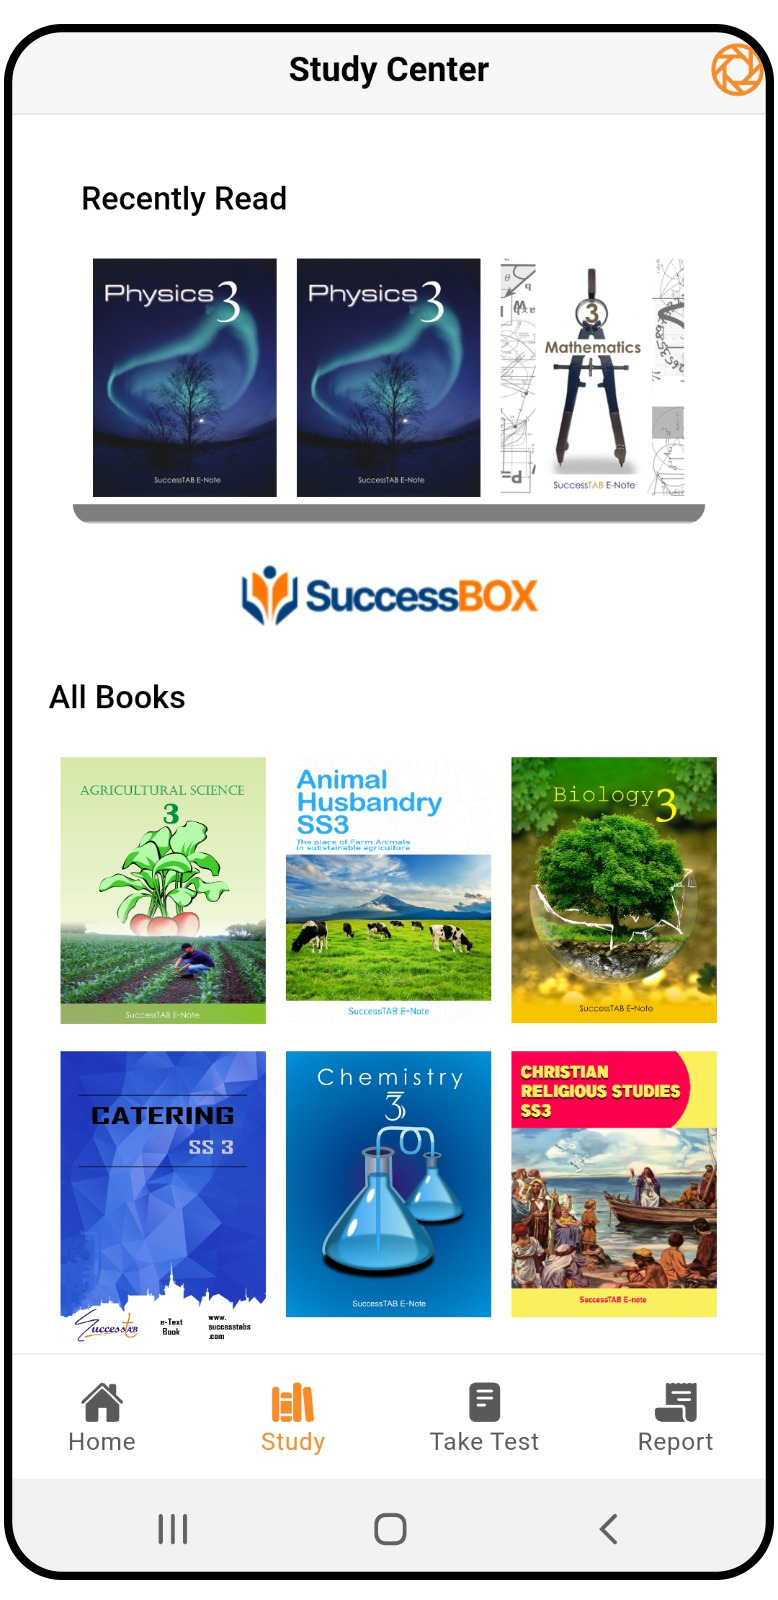 Study Center
Recently Read
Physics 3
SuccessTAB E-Note
Physics 3
SuccessTAB E-Note
3
Mathematics
SuccessTAB E-Note
SuccessBOX
All Books
AGRICULTURAL SCIENCE
3
SuccessTAB E-Note
Animal
Husbandry
SS3
The place of Farm Animals
in substainable agriculture
SuccessTAB E-Note
Biology 3
SuccessTAB E-Note
CATERING
SS 3
SuccessTAB
e-Text
Book
www.
successtabs
.com
Chemistry
3
SuccessTAB E-Note
CHRISTIAN
RELIGIOUS STUDIES
SS3
SuccessTAB E-note
Home
Study
Take Test
Report